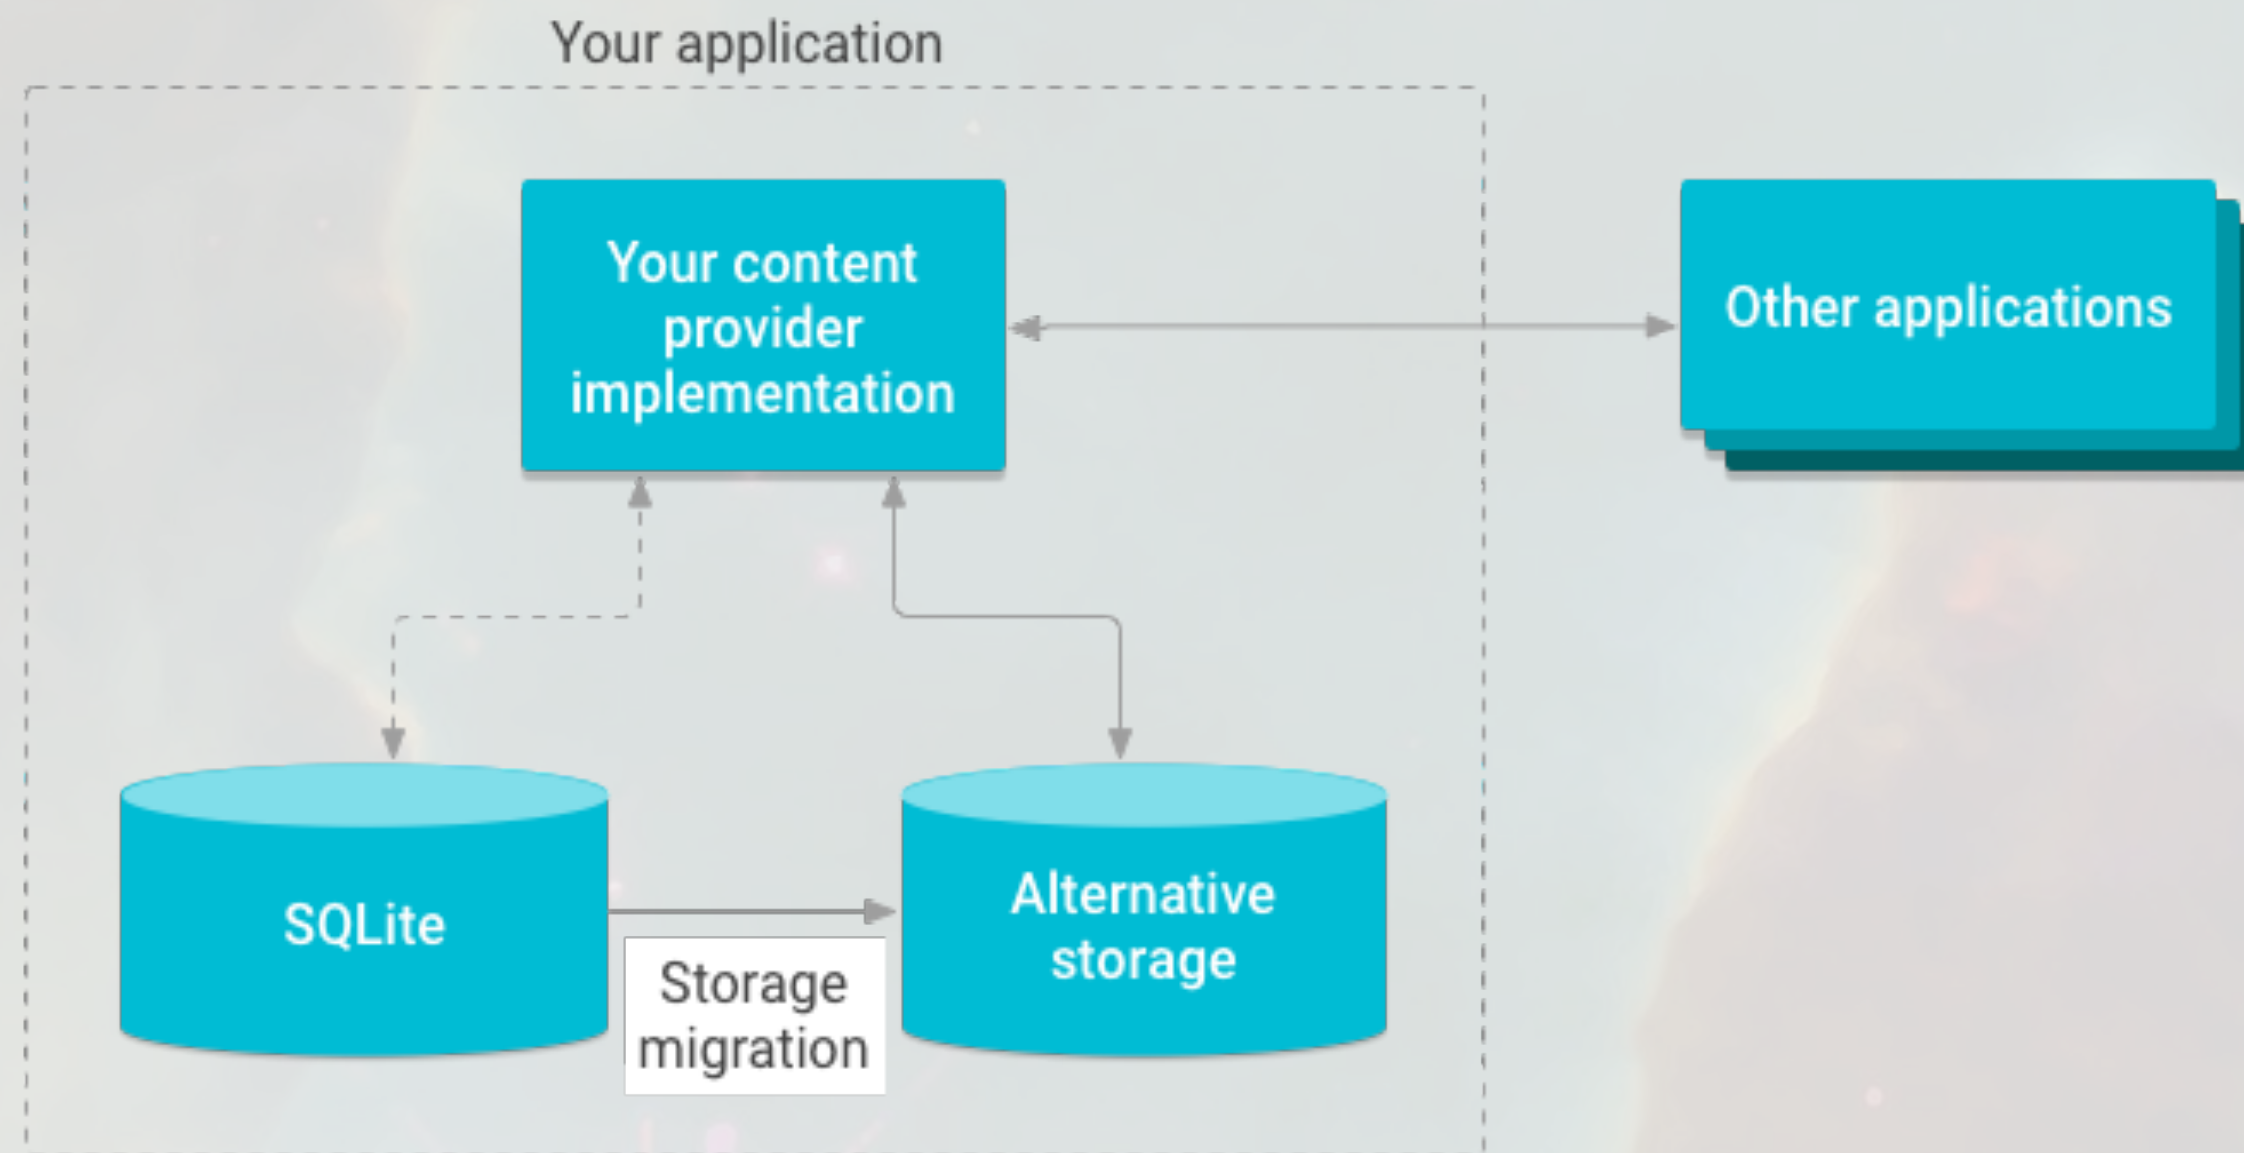 Your application
Your content
provider
implementation
Other applications
SQLite
Alternative
storage
Storage
migration